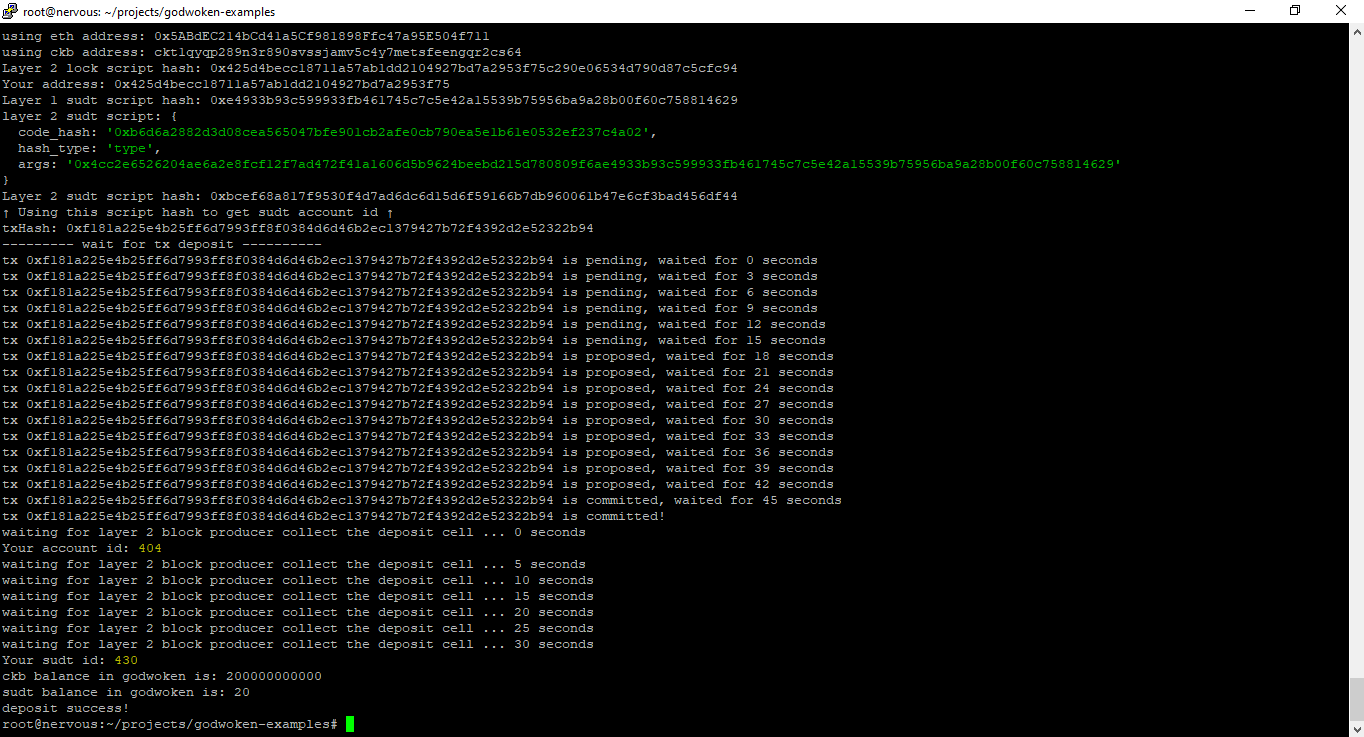 root@nervous: ~/projects/godwoken-examples
using eth address: 0x5ABdEC214bCd41a5Cf981898Ffc47a95E504f711
using ckb address: ckt1qyqp289n3r890svssjamv5c4y7metsfeengqr2cs64
Layer 2 lock script hash: 0x425d4becc18711a57ab1dd2104927bd7a2953f75c290e06534d790d87c5cfc94
Your address: 0x425d4becc18711a57ab1dd2104927bd7a2953f75
Layer 1 sudt script hash: 0xe4933b93c599933fb461745c7c5e42a15539b75956ba9a28b00f60c758814629
layer 2 sudt script: {
  code_hash: '0xb6d6a2882d3d08cea565047bfe901cb2afe0cb790ea5e1b61e0532ef237c4a02',
  hash_type: 'type',
  args: '0x4cc2e6526204ae6a2e8fcf12f7ad472f41a1606d5b9624beebd215d780809f6ae4933b93c599933fb461745c7c5e42a15539b75956ba9a28b00f60c758814629'
}
Layer 2 sudt script hash: 0xbcef68a817f9530f4d7ad6dc6d15d6f59166b7db960061b47e6cf3bad456df44
↑ Using this script hash to get sudt account id ↑
txHash: 0xf181a225e4b25ff6d7993ff8f0384d6d46b2ec1379427b72f4392d2e52322b94
--------- wait for tx deposit ----------
tx 0xf181a225e4b25ff6d7993ff8f0384d6d46b2ec1379427b72f4392d2e52322b94 is pending, waited for 0 seconds
tx 0xf181a225e4b25ff6d7993ff8f0384d6d46b2ec1379427b72f4392d2e52322b94 is pending, waited for 3 seconds
tx 0xf181a225e4b25ff6d7993ff8f0384d6d46b2ec1379427b72f4392d2e52322b94 is pending, waited for 6 seconds
tx 0xf181a225e4b25ff6d7993ff8f0384d6d46b2ec1379427b72f4392d2e52322b94 is pending, waited for 9 seconds
tx 0xf181a225e4b25ff6d7993ff8f0384d6d46b2ec1379427b72f4392d2e52322b94 is pending, waited for 12 seconds
tx 0xf181a225e4b25ff6d7993ff8f0384d6d46b2ec1379427b72f4392d2e52322b94 is pending, waited for 15 seconds
tx 0xf181a225e4b25ff6d7993ff8f0384d6d46b2ec1379427b72f4392d2e52322b94 is proposed, waited for 18 seconds
tx 0xf181a225e4b25ff6d7993ff8f0384d6d46b2ec1379427b72f4392d2e52322b94 is proposed, waited for 21 seconds
tx 0xf181a225e4b25ff6d7993ff8f0384d6d46b2ec1379427b72f4392d2e52322b94 is proposed, waited for 24 seconds
tx 0xf181a225e4b25ff6d7993ff8f0384d6d46b2ec1379427b72f4392d2e52322b94 is proposed, waited for 27 seconds
tx 0xf181a225e4b25ff6d7993ff8f0384d6d46b2ec1379427b72f4392d2e52322b94 is proposed, waited for 30 seconds
tx 0xf181a225e4b25ff6d7993ff8f0384d6d46b2ec1379427b72f4392d2e52322b94 is proposed, waited for 33 seconds
tx 0xf181a225e4b25ff6d7993ff8f0384d6d46b2ec1379427b72f4392d2e52322b94 is proposed, waited for 36 seconds
tx 0xf181a225e4b25ff6d7993ff8f0384d6d46b2ec1379427b72f4392d2e52322b94 is proposed, waited for 39 seconds
tx 0xf181a225e4b25ff6d7993ff8f0384d6d46b2ec1379427b72f4392d2e52322b94 is proposed, waited for 42 seconds
tx 0xf181a225e4b25ff6d7993ff8f0384d6d46b2ec1379427b72f4392d2e52322b94 is committed, waited for 45 seconds
tx 0xf181a225e4b25ff6d7993ff8f0384d6d46b2ec1379427b72f4392d2e52322b94 is committed!
waiting for layer 2 block producer collect the deposit cell ... 0 seconds
Your account id: 404
waiting for layer 2 block producer collect the deposit cell ... 5 seconds
waiting for layer 2 block producer collect the deposit cell ... 10 seconds
waiting for layer 2 block producer collect the deposit cell ... 15 seconds
waiting for layer 2 block producer collect the deposit cell ... 20 seconds
waiting for layer 2 block producer collect the deposit cell ... 25 seconds
waiting for layer 2 block producer collect the deposit cell ... 30 seconds
Your sudt id: 430
ckb balance in godwoken is: 200000000000
sudt balance in godwoken is: 20
deposit success!
root@nervous:~/projects/godwoken-examples#